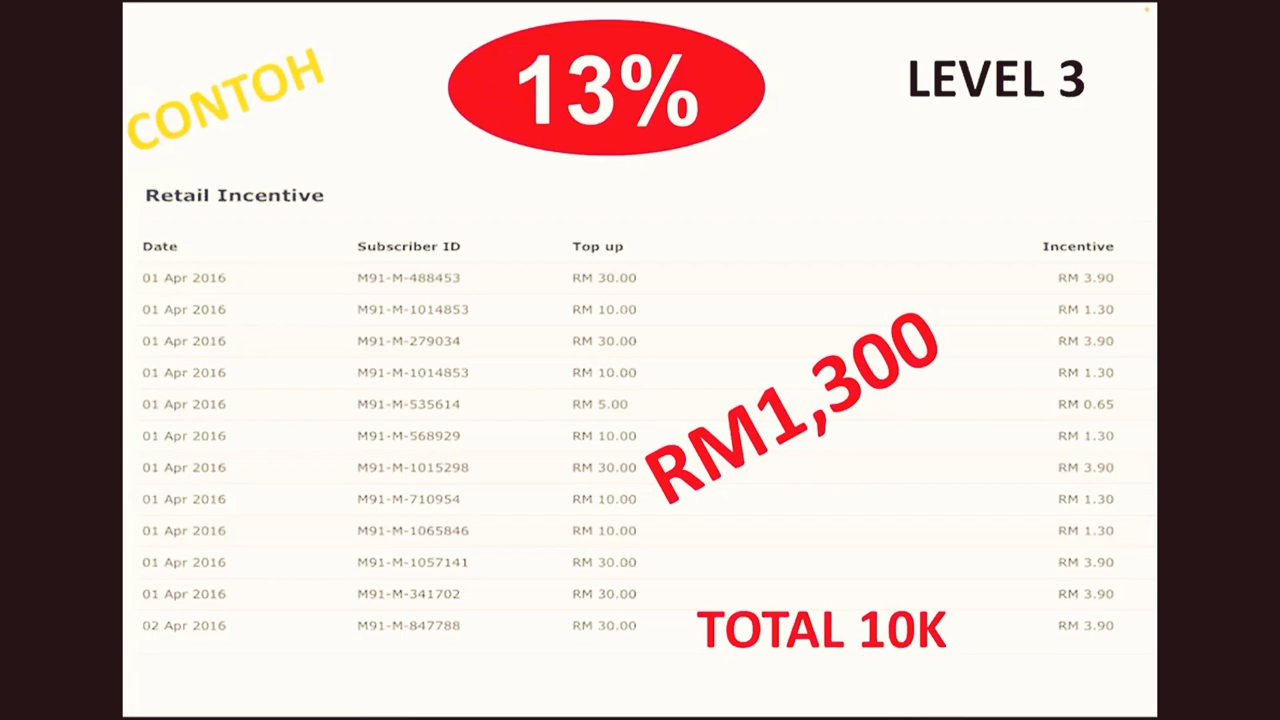 CONTOH
13%
LEVEL 3
Retail Incentive
Date Subscriber ID Top up Incentive
01 Apr 2016 M91-M-488453 RM 30.00 RM 3.90
01 Apr 2016 M91-M-1014853 RM 10.00 RM 1.30
01 Apr 2016 M91-M-279034 RM 30.00 RM 3.90
01 Apr 2016 M91-M-1014853 RM 10.00 RM 1.30
01 Apr 2016 M91-M-535614 RM 5.00 RM 0.65
01 Apr 2016 M91-M-568929 RM 10.00 RM 1.30
01 Apr 2016 M91-M-1015298 RM 30.00 RM 3.90
01 Apr 2016 M91-M-710954 RM 10.00 RM 1.30
01 Apr 2016 M91-M-1065846 RM 10.00 RM 1.30
01 Apr 2016 M91-M-1057141 RM 30.00 RM 3.90
01 Apr 2016 M91-M-341702 RM 30.00 RM 3.90
02 Apr 2016 M91-M-847788 RM 30.00 RM 3.90
RM1,300
TOTAL 10K